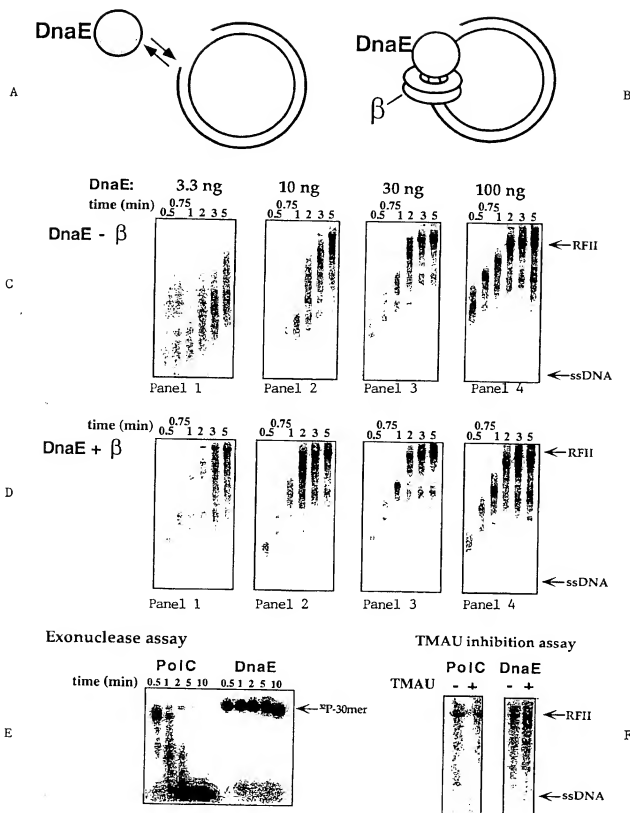 DnaE
DnaE
A
B
β
DnaE: 3.3 ng 10 ng 30 ng 100 ng
time (min) 0.5 0.75 1 2 3 5 0.5 0.75 1 2 3 5 0.5 0.75 1 2 3 5 0.5 0.75 1 2 3 5
DnaE - β
RFII
C
ssDNA
Panel 1 Panel 2 Panel 3 Panel 4
time (min) 0.5 0.75 1 2 3 5 0.5 0.75 1 2 3 5 0.5 0.75 1 2 3 5 0.5 0.75 1 2 3 5
DnaE + β
RFII
D
ssDNA
Panel 1 Panel 2 Panel 3 Panel 4
Exonuclease assay
PolC DnaE
time (min) 0.5 1 2 5 10 0.5 1 2 5 10
32P-30mer
E
TMAU inhibition assay
PolC DnaE
TMAU - + - +
RFII
F
ssDNA